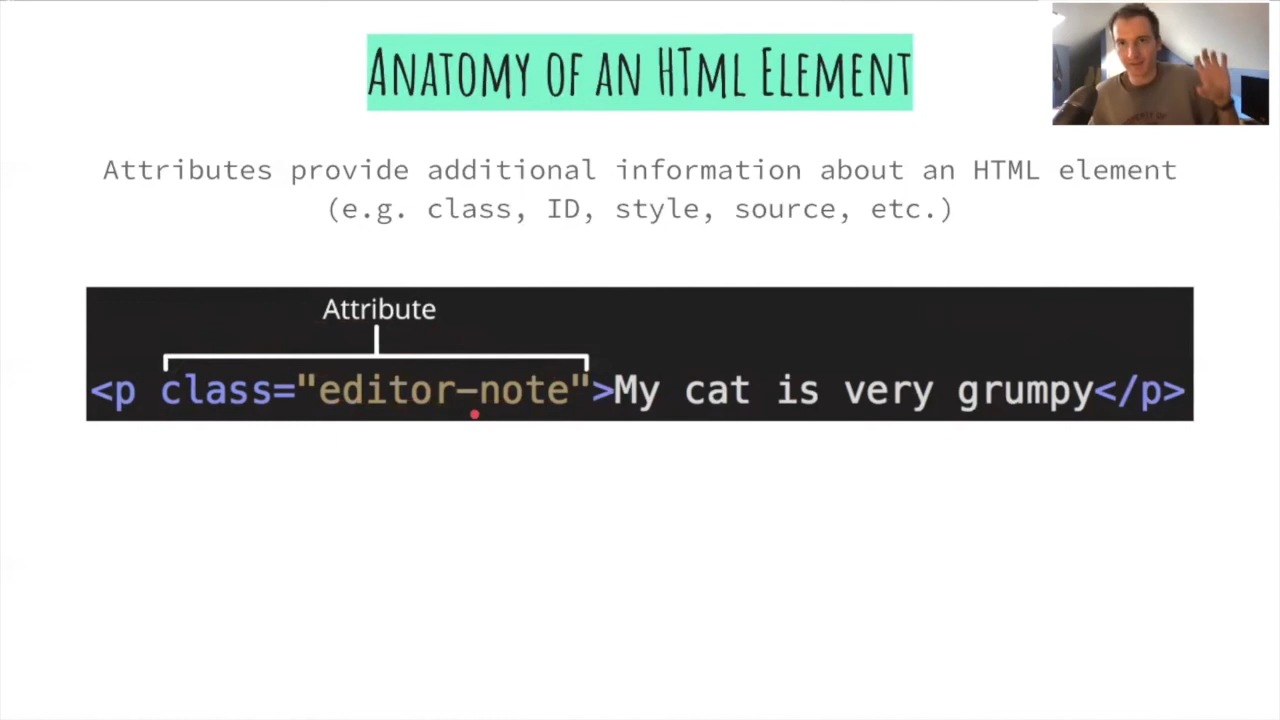 ANATOMY OF AN HTML ELEMENT
Attributes provide additional information about an HTML element
(e.g. class, ID, style, source, etc.)
Attribute
<p class="editor-note">My cat is very grumpy</p>